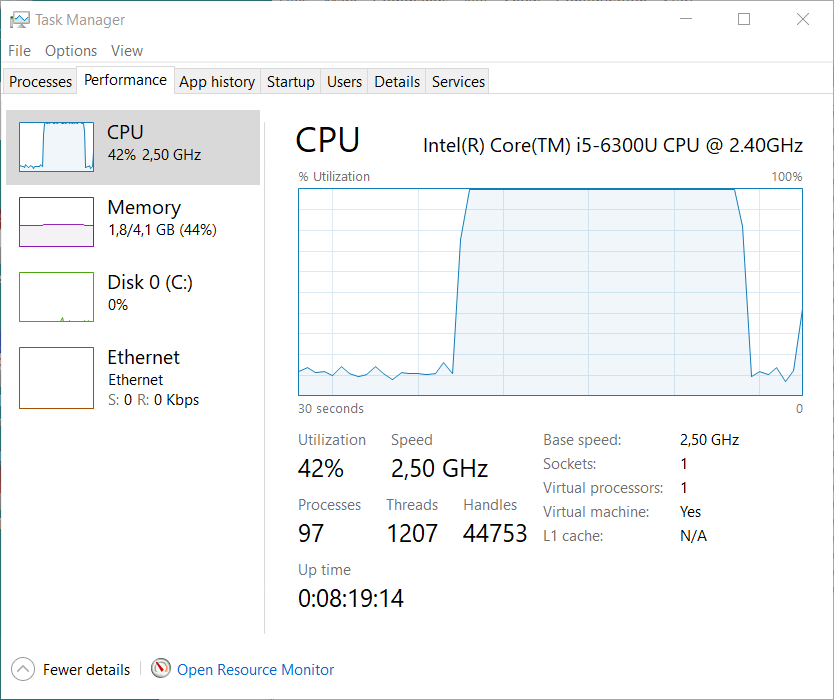 Task Manager
File Options View
Processes Performance App history Startup Users Details Services
CPU
42% 2,50 GHz
Memory
1,8/4,1 GB (44%)
Disk 0 (C:)
0%
Ethernet
Ethernet
S: 0 R: 0 Kbps
CPU Intel(R) Core(TM) i5-6300U CPU @ 2.40GHz
% Utilization 100%
30 seconds 0
Utilization Speed
42% 2,50 GHz
Processes Threads Handles
97 1207 44753
Up time
0:08:19:14
Base speed: 2,50 GHz
Sockets: 1
Virtual processors: 1
Virtual machine: Yes
L1 cache: N/A
Fewer details Open Resource Monitor